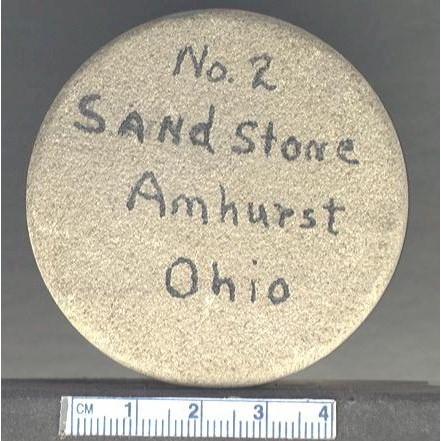 No. 2
SANd Stone
Amhurst
Ohio
CM 1 2 3 4